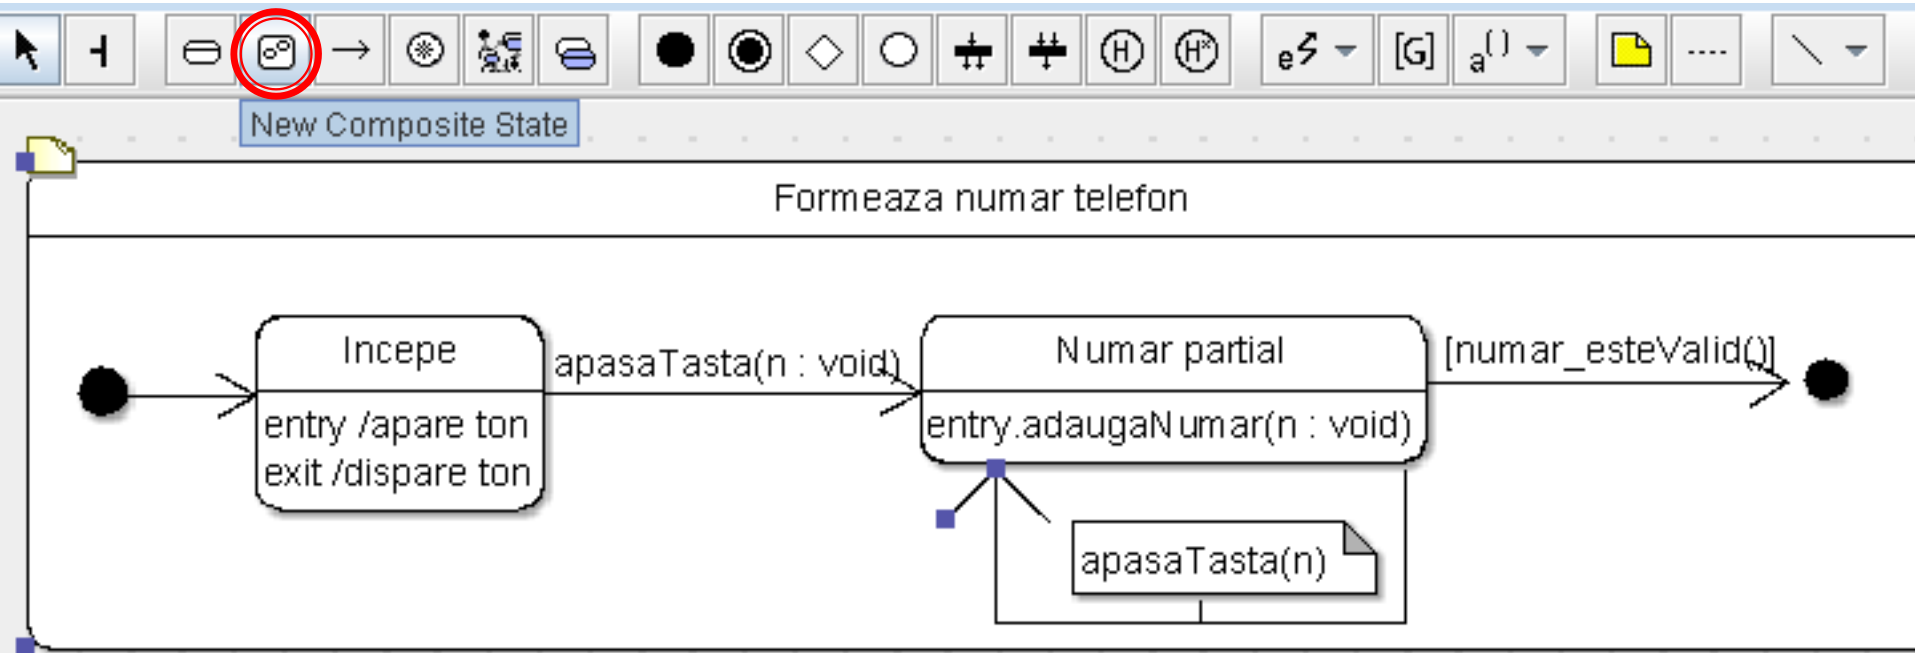 e [G] a()
H H*
New Composite State
Formeaza numar telefon
Incepe
entry /apare ton
exit /dispare ton
apasaTasta(n : void)
Numar partial
entry.adaugaNumar(n : void)
[numar_esteValid()]
apasaTasta(n)